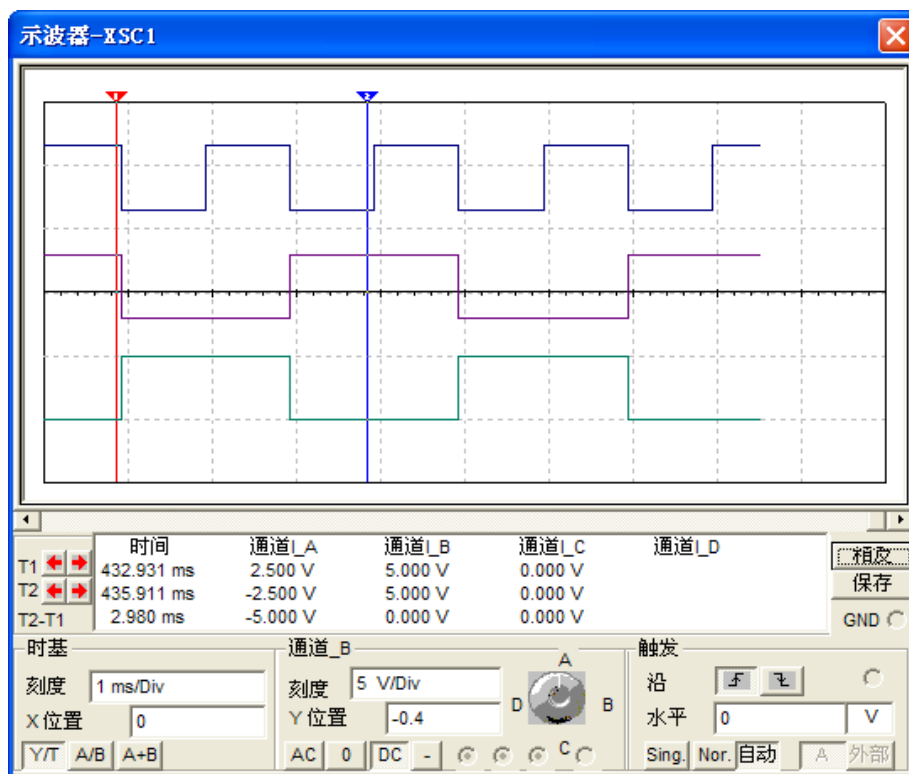 示波器-XSC1
1 2
时间 通道_A 通道_B 通道_C 通道_D
T1 432.931 ms 2.500 V 5.000 V 0.000 V
T2 435.911 ms -2.500 V 5.000 V 0.000 V
T2-T1 2.980 ms -5.000 V 0.000 V 0.000 V
保存
GND
时基 通道_B 触发
刻度 1 ms/Div 刻度 5 V/Div A 沿
X位置 0 Y位置 -0.4 D B 水平 0 V
Y/T A/B A+B AC 0 DC - C Sing. Nor. 自动 A 外部